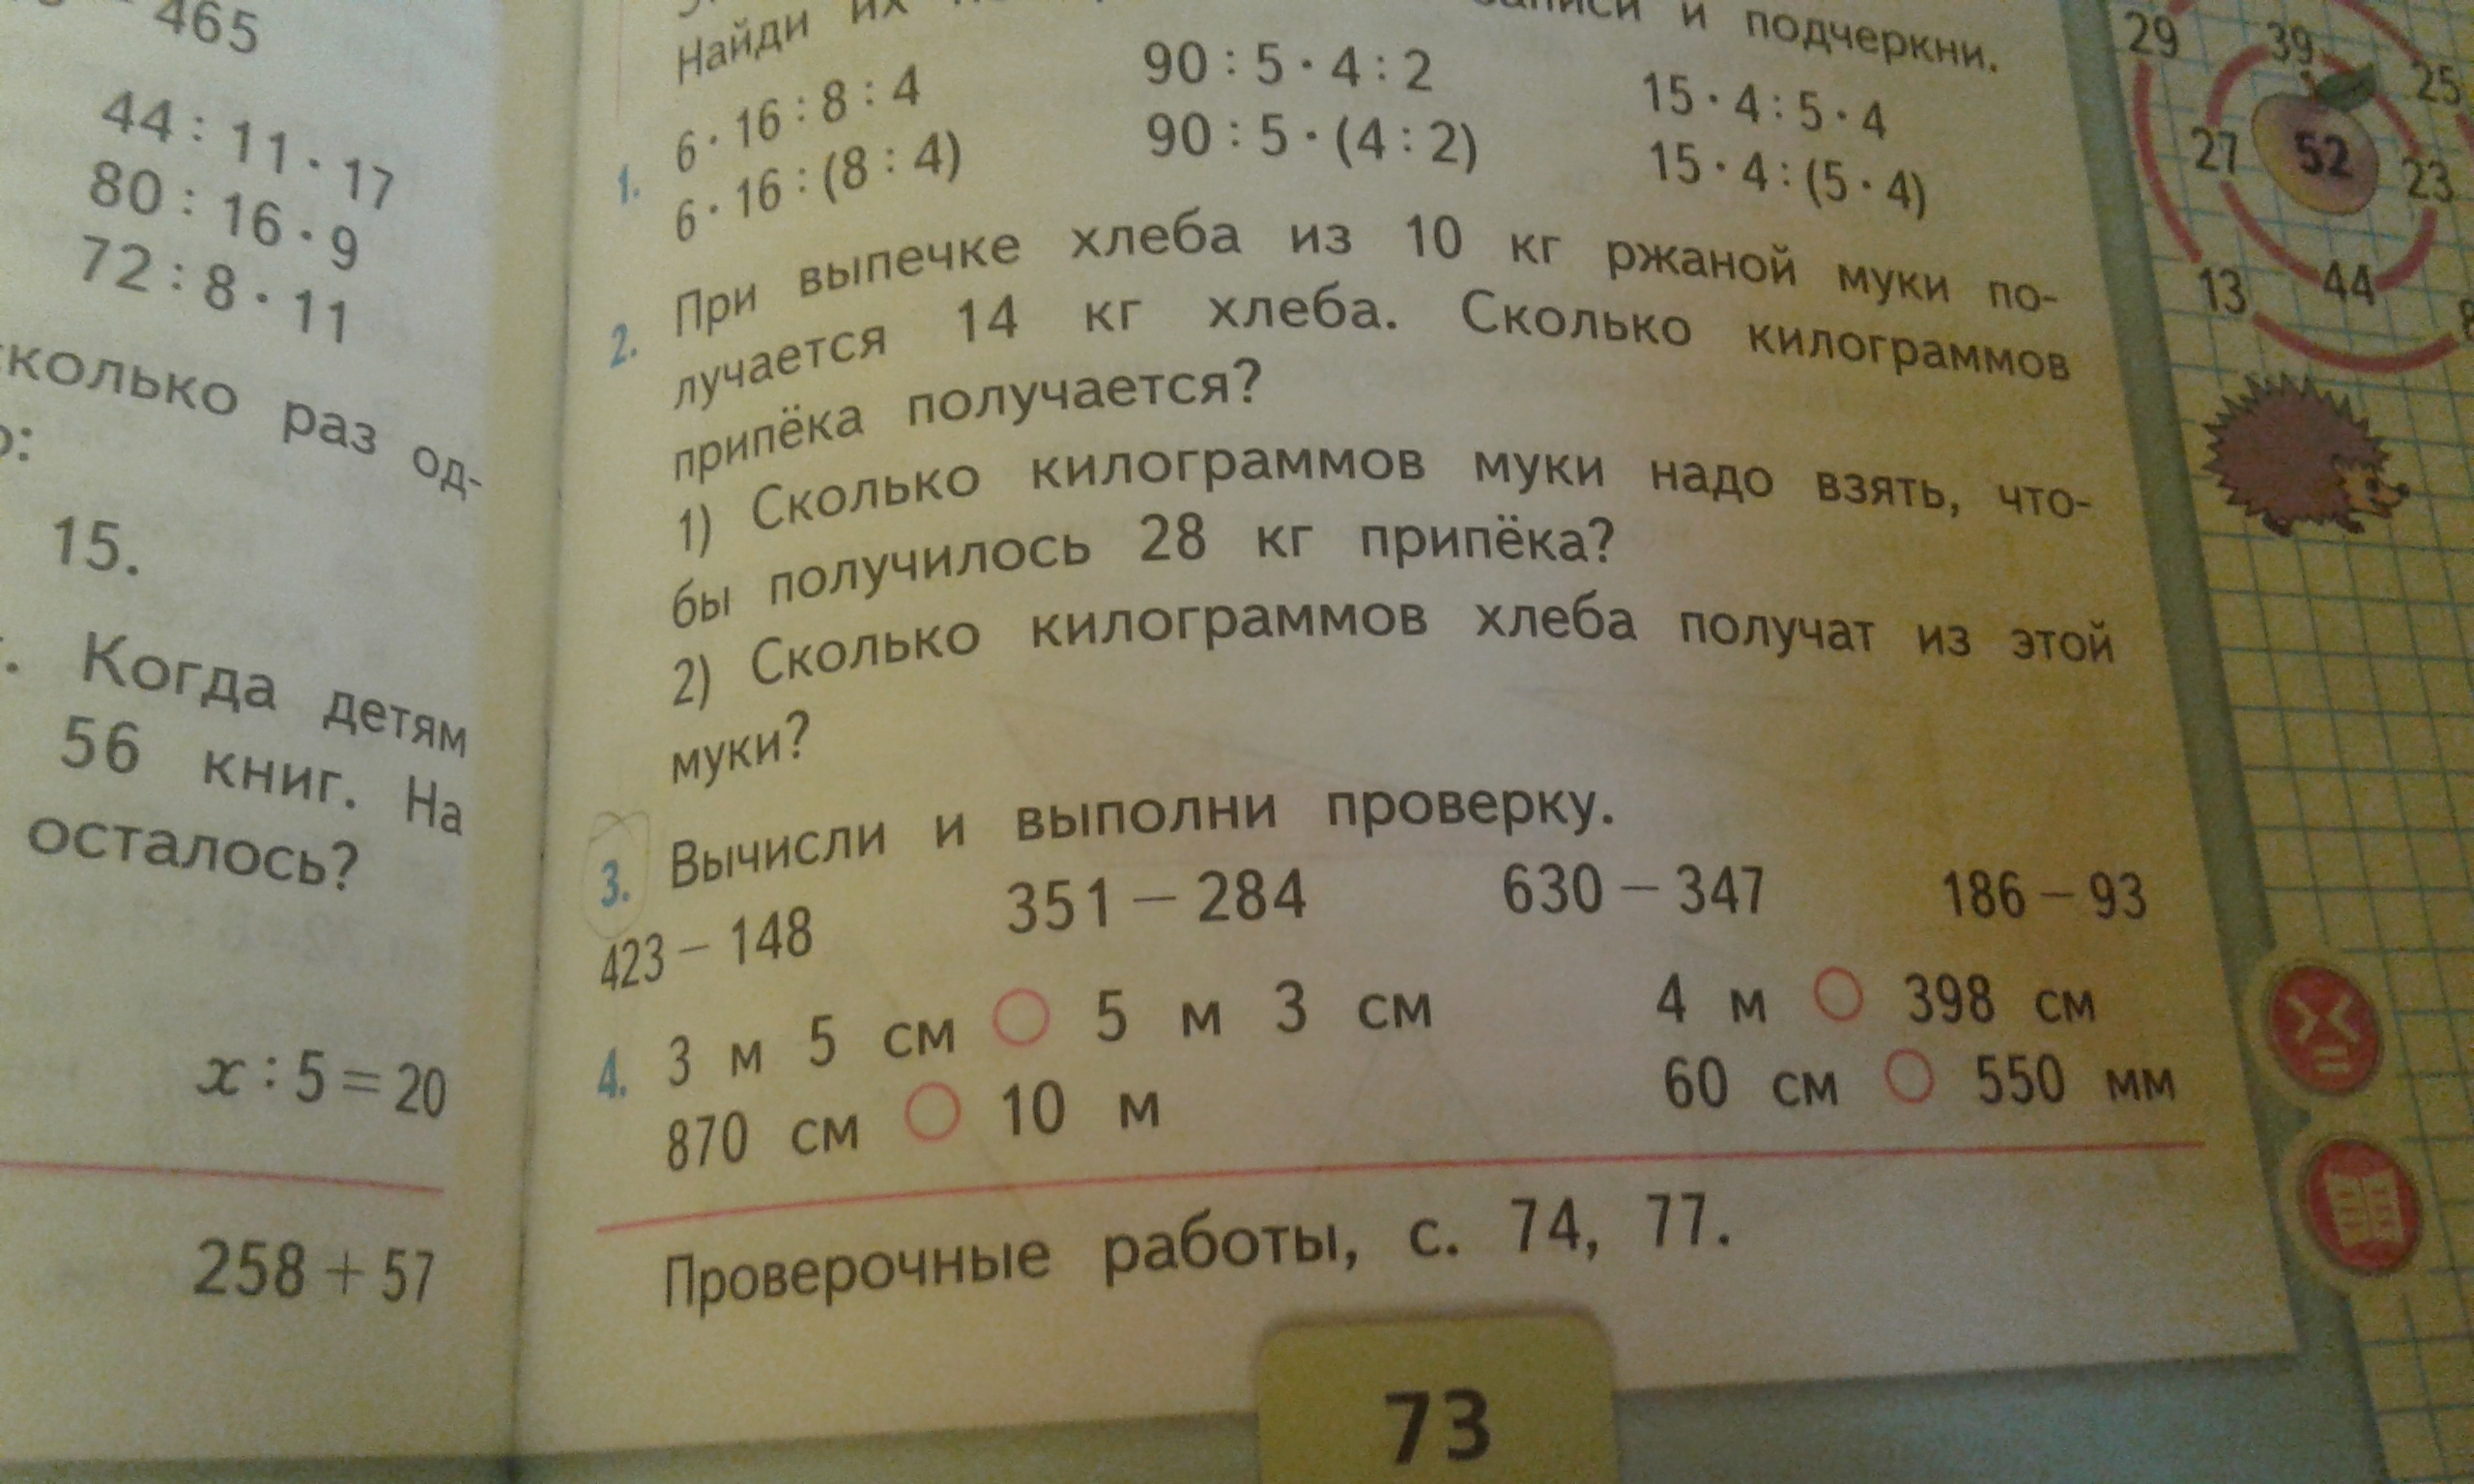 465
44 : 11 · 17
80 : 16 · 9
72 : 8 · 11
раз од-
15.
Когда детям
56 книг. На
осталось?
x : 5 = 20
258 + 57
Найди их и подчеркни.
1. 6 · 16 : 8 : 4 90 : 5 · 4 : 2 15 · 4 : 5 · 4
6 · 16 : (8 : 4) 90 : 5 · (4 : 2) 15 · 4 : (5 · 4)
2. При выпечке хлеба из 10 кг ржаной муки по-
лучается 14 кг хлеба. Сколько килограммов
припёка получается?
1) Сколько килограммов муки надо взять, что-
бы получилось 28 кг припёка?
2) Сколько килограммов хлеба получат из этой
муки?
3. Вычисли и выполни проверку.
423 – 148 351 – 284 630 – 347 186 – 93
4. 3 м 5 см ○ 5 м 3 см 4 м ○ 398 см
870 см ○ 10 м 60 см ○ 550 мм
Проверочные работы, с. 74, 77.
73
29 39 25
27 52 23
13 44